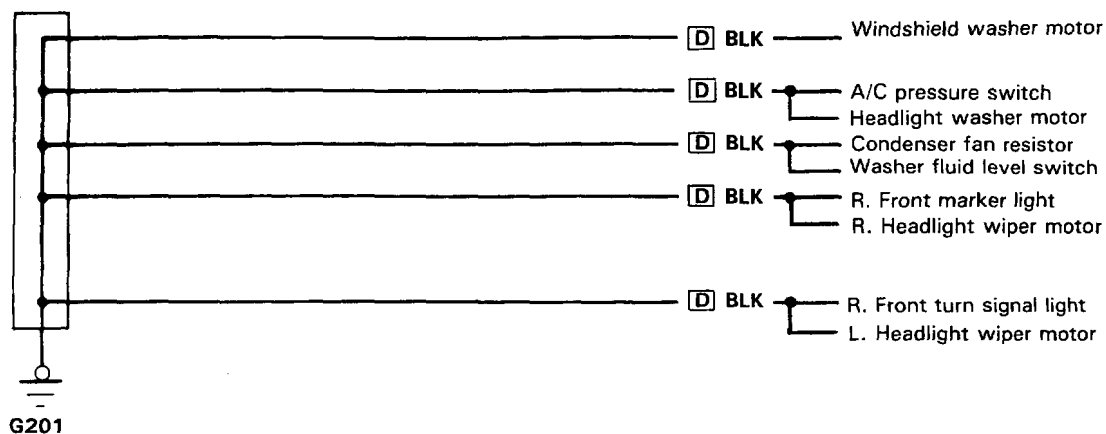 D BLK Windshield washer motor
D BLK A/C pressure switch
Headlight washer motor
D BLK Condenser fan resistor
Washer fluid level switch
D BLK R. Front marker light
R. Headlight wiper motor
D BLK R. Front turn signal light
L. Headlight wiper motor
G201